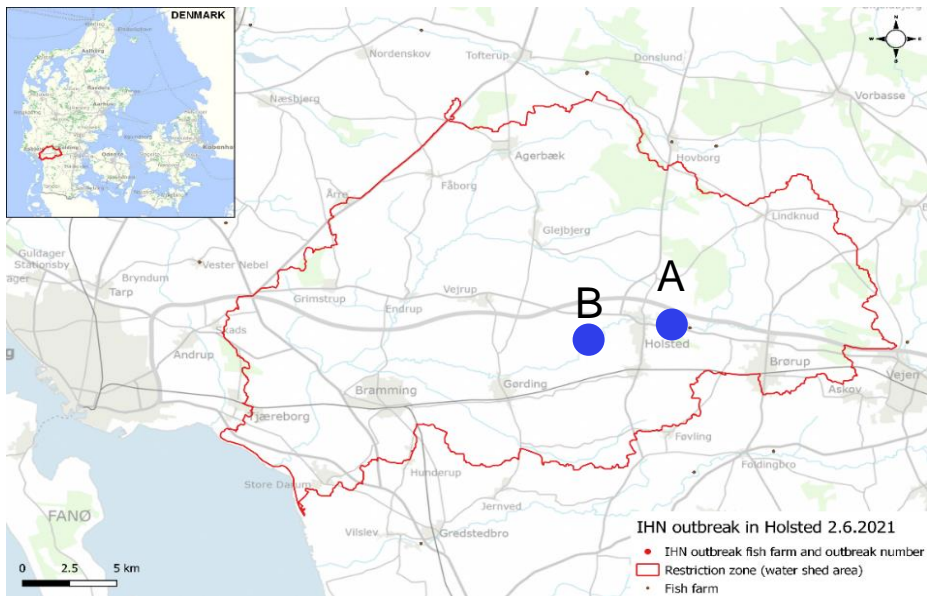 DENMARK
N
W
E
S
Nordenskov
Tofterup
Donslund
Vorbasse
Næsbjerg
Agerbæk
Hovborg
Årre
Fåborg
Lindknud
Guldager
Stationsby
Vester Nebel
Glejbjerg
Bryndum
Tarp
Grimstrup
Endrup
Vejrup
B
A
Skads
Andrup
Holsted
Brørup
Vejen
Askov
Bramming
Gørding
Tjæreborg
Føvling
Foldingbro
Store Darum
Hunderup
Jernved
Vilslev
Gredstedbro
FANØ
IHN outbreak in Holsted 2.6.2021
IHN outbreak fish farm and outbreak number
Restriction zone (water shed area)
Fish farm
0 2.5 5 km